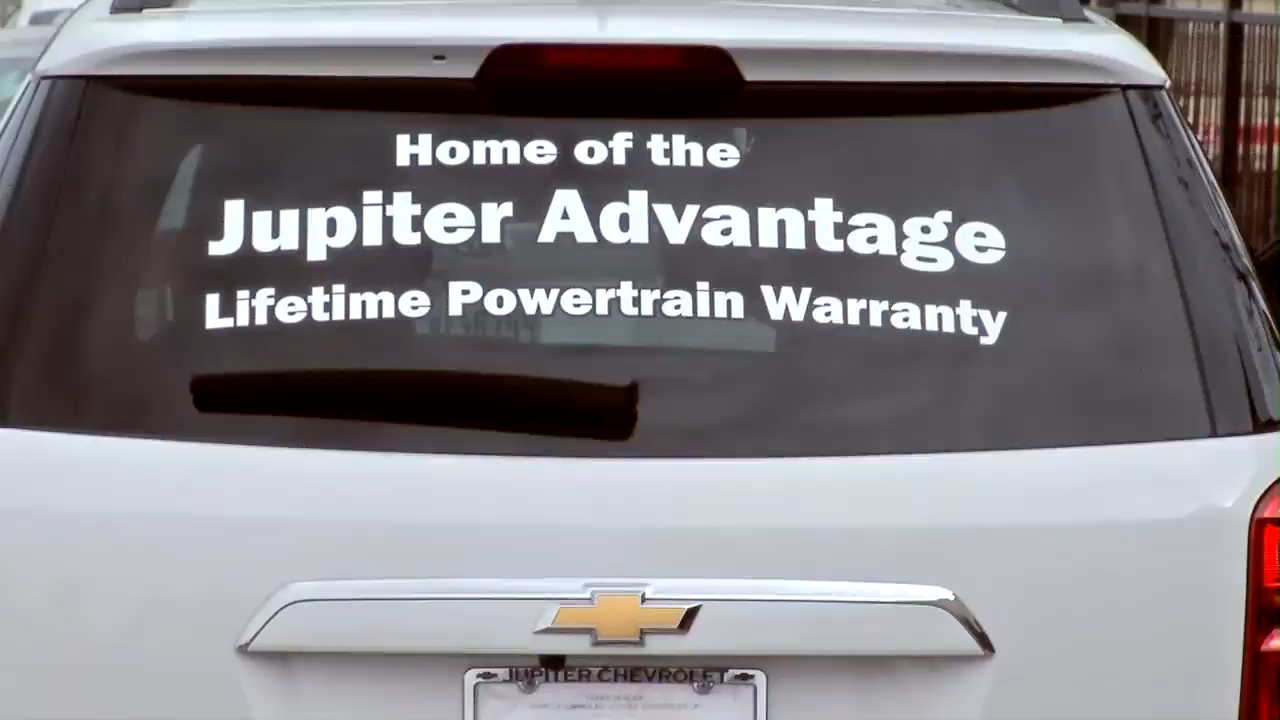 Home of the
Jupiter Advantage
Lifetime Powertrain Warranty
JUPITER CHEVROLET